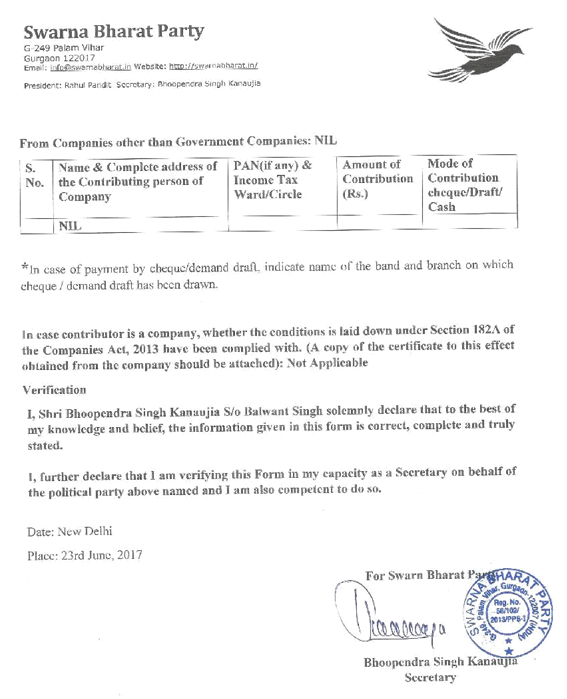 Swarna Bharat Party
G-249 Palam Vihar
Gurgaon 122017
Email: info@swarnabharat.in Website: http://swarnabharat.in/
President: Rahul Pandit Secretary: Bhoopendra Singh Kanaujia
From Companies other than Government Companies: NIL
S. No. Name & Complete address of the Contributing person of Company PAN(if any) & Income Tax Ward/Circle Amount of Contribution (Rs.) Mode of Contribution cheque/Draft/ Cash
NIL
*In case of payment by cheque/demand draft, indicate name of the band and branch on which
cheque / demand draft has been drawn.
In case contributor is a company, whether the conditions is laid down under Section 182A of
the Companies Act, 2013 have been complied with. (A copy of the certificate to this effect
obtained from the company should be attached): Not Applicable
Verification
I, Shri Bhoopendra Singh Kanaujia S/o Balwant Singh solemnly declare that to the best of
my knowledge and belief, the information given in this form is correct, complete and truly
stated.
I, further declare that I am verifying this Form in my capacity as a Secretary on behalf of
the political party above named and I am also competent to do so.
Date: New Delhi
Place: 23rd June, 2017
For Swarn Bharat Party
SWARNA BHARAT PARTY
G-249, Palam Vihar, Gurgaon-122007 (INDIA)
Reg. No.
56/102/
2013/PPS-I
Bhoopendra Singh Kanaujia
Secretary